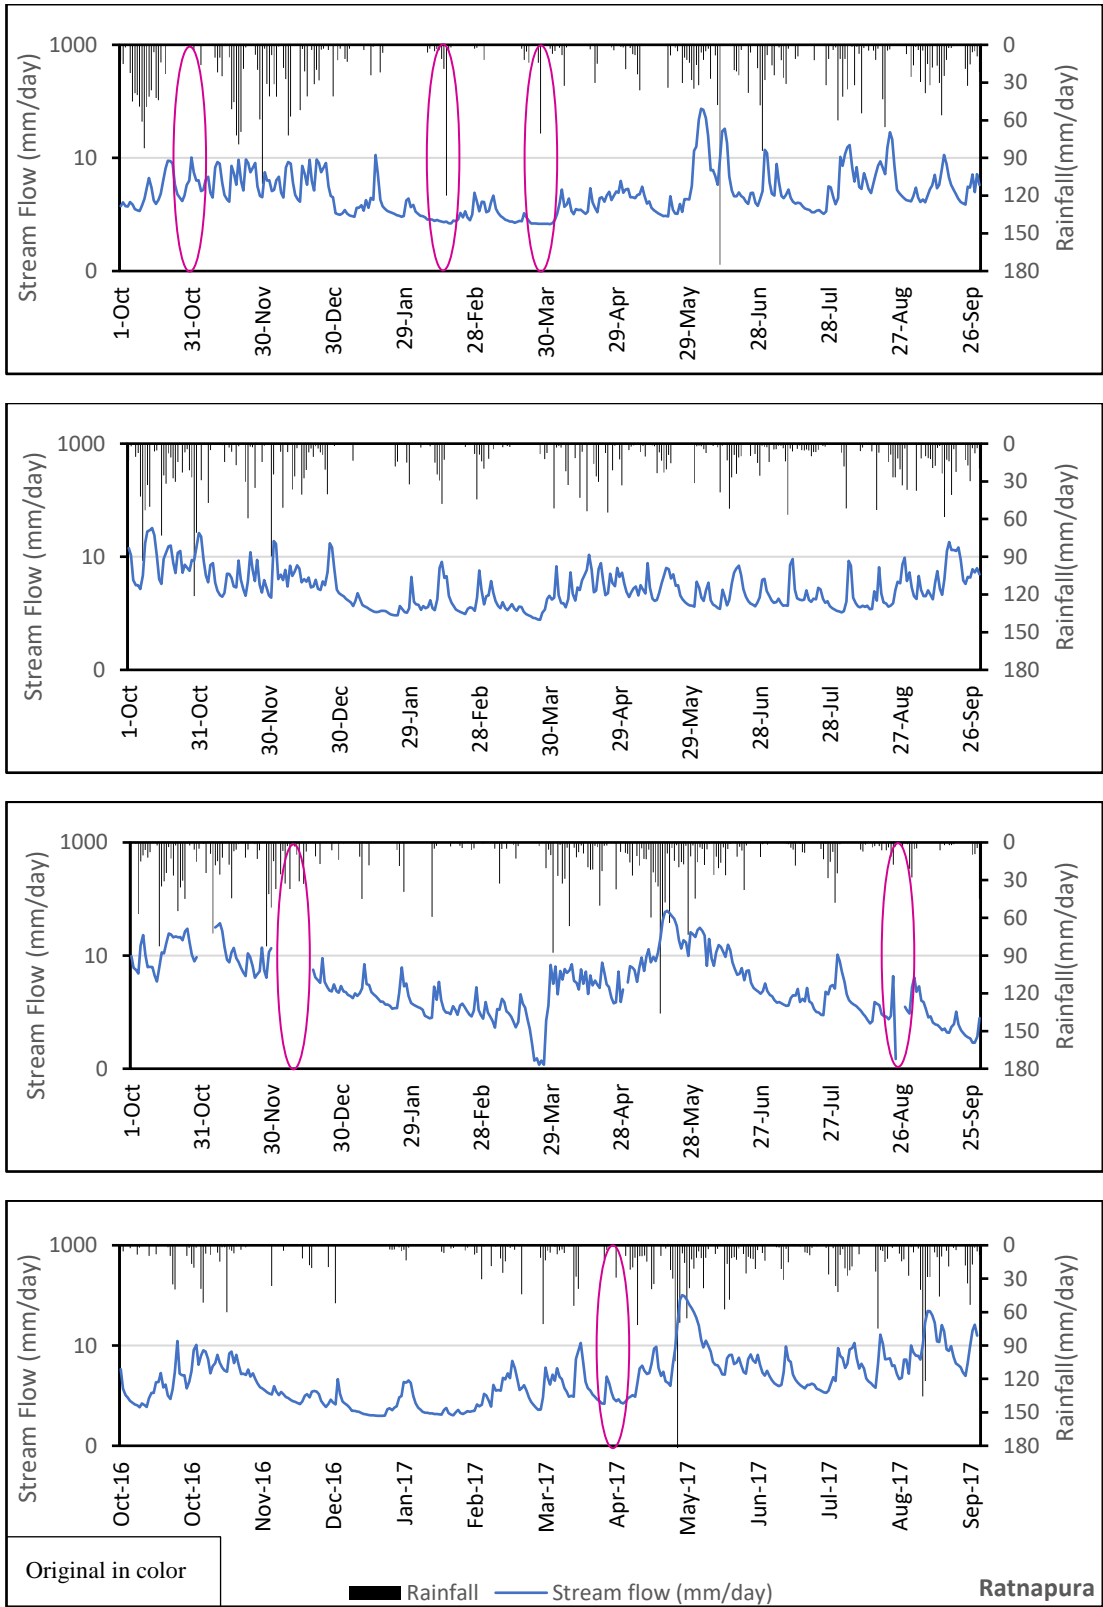 Stream Flow (mm/day)
1000
10
0
0
30
60
90
120
150
180
Rainfall(mm/day)
1-Oct
31-Oct
30-Nov
30-Dec
29-Jan
28-Feb
30-Mar
29-Apr
29-May
28-Jun
28-Jul
27-Aug
26-Sep
Stream Flow (mm/day)
1000
10
0
0
30
60
90
120
150
180
Rainfall(mm/day)
1-Oct
31-Oct
30-Nov
30-Dec
29-Jan
28-Feb
30-Mar
29-Apr
29-May
28-Jun
28-Jul
27-Aug
26-Sep
Stream Flow (mm/day)
1000
10
0
0
30
60
90
120
150
180
Rainfall(mm/day)
1-Oct
31-Oct
30-Nov
30-Dec
29-Jan
28-Feb
29-Mar
28-Apr
28-May
27-Jun
27-Jul
26-Aug
25-Sep
Stream Flow (mm/day)
1000
10
0
0
30
60
90
120
150
180
Rainfall(mm/day)
Oct-16
Oct-16
Nov-16
Dec-16
Jan-17
Feb-17
Mar-17
Apr-17
May-17
Jun-17
Jul-17
Aug-17
Sep-17
Original in color
Rainfall
Stream flow (mm/day)
Ratnapura